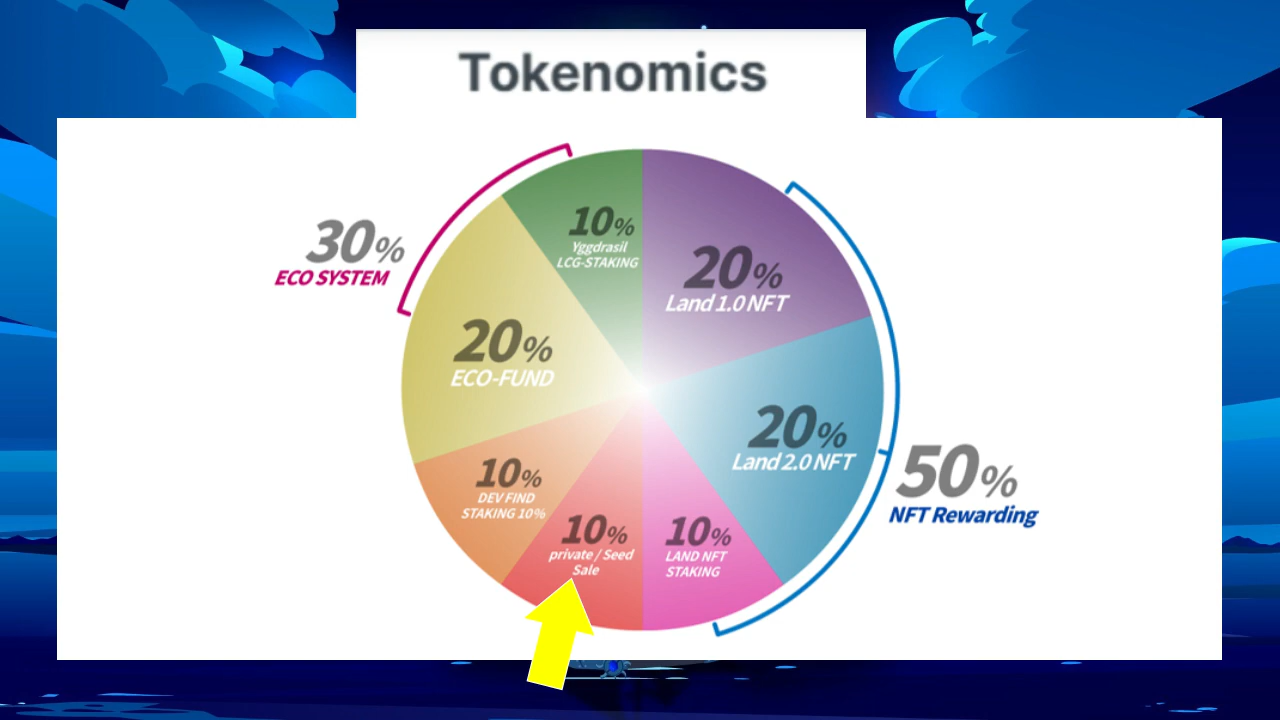 Tokenomics
10%
Yggdrasil
LCG-STAKING
20%
Land 1.0 NFT
30%
ECO SYSTEM
20%
ECO-FUND
20%
Land 2.0 NFT
50%
NFT Rewarding
10%
DEV FIND
STAKING 10%
10%
private / Seed
Sale
10%
LAND NFT
STAKING